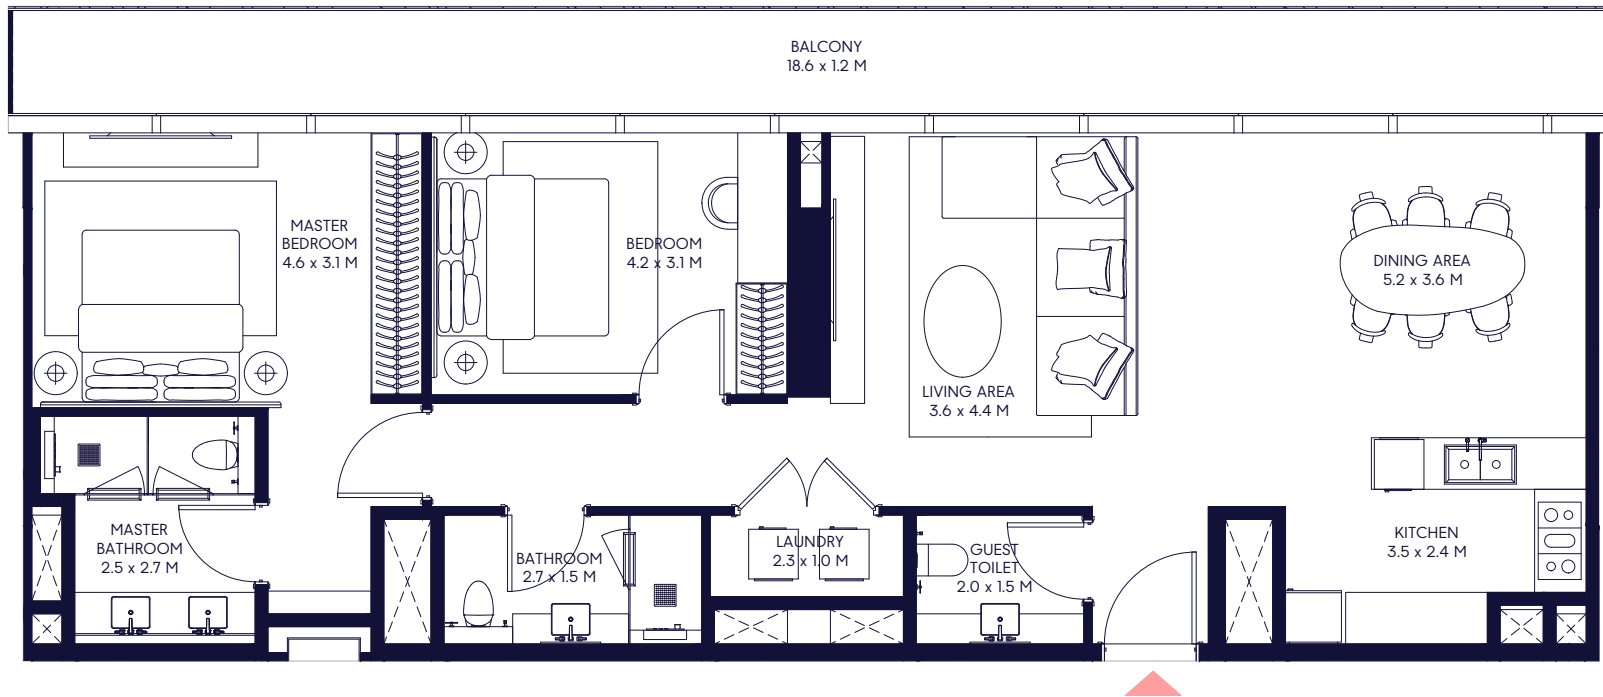 BALCONY
18.6 x 1.2 M
MASTER
BEDROOM
4.6 x 3.1 M
BEDROOM
4.2 x 3.1 M
DINING AREA
5.2 x 3.6 M
LIVING AREA
3.6 x 4.4 M
MASTER
BATHROOM
2.5 x 2.7 M
BATHROOM
2.7 x 1.5 M
LAUNDRY
2.3 x 1.0 M
GUEST
TOILET
2.0 x 1.5 M
KITCHEN
3.5 x 2.4 M